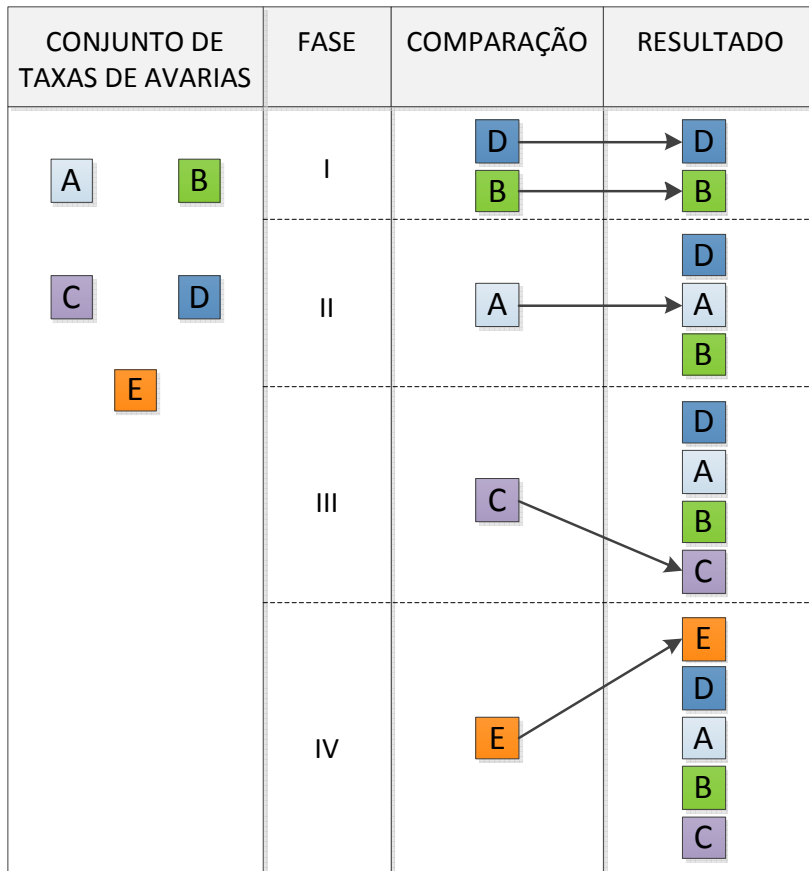 CONJUNTO DE
TAXAS DE AVARIAS
FASE
COMPARAÇÃO
RESULTADO
A B
C D
E
I
D D
B B
II
A
D
A
B
III
C
D
A
B
C
IV
E
E
D
A
B
C